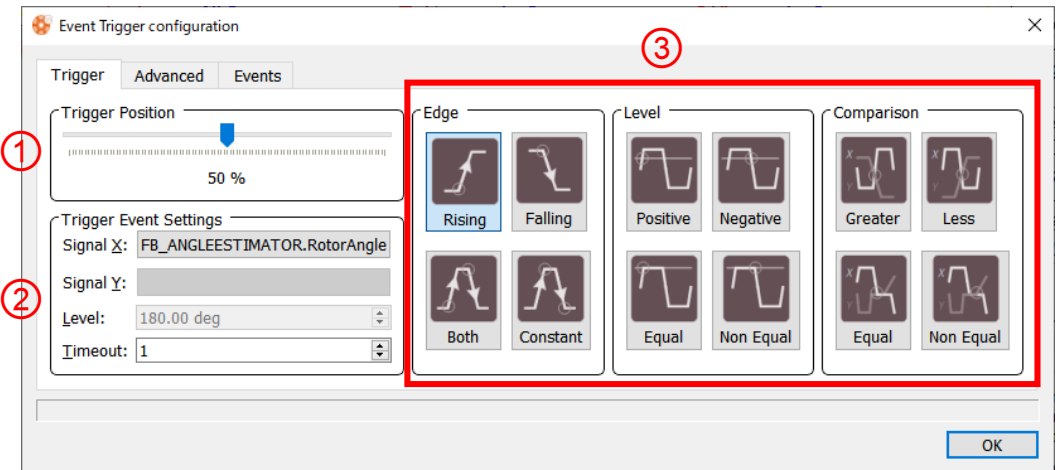 Event Trigger configuration
③
Trigger Advanced Events
①
Trigger Position
50 %
②
Trigger Event Settings
Signal X: FB_ANGLEESTIMATOR.RotorAngle
Signal Y:
Level: 180.00 deg
Timeout: 1
Edge
Rising Falling
Both Constant
Level
Positive Negative
Equal Non Equal
Comparison
X Y X Y
Greater Less
X Y X Y
Equal Non Equal
OK